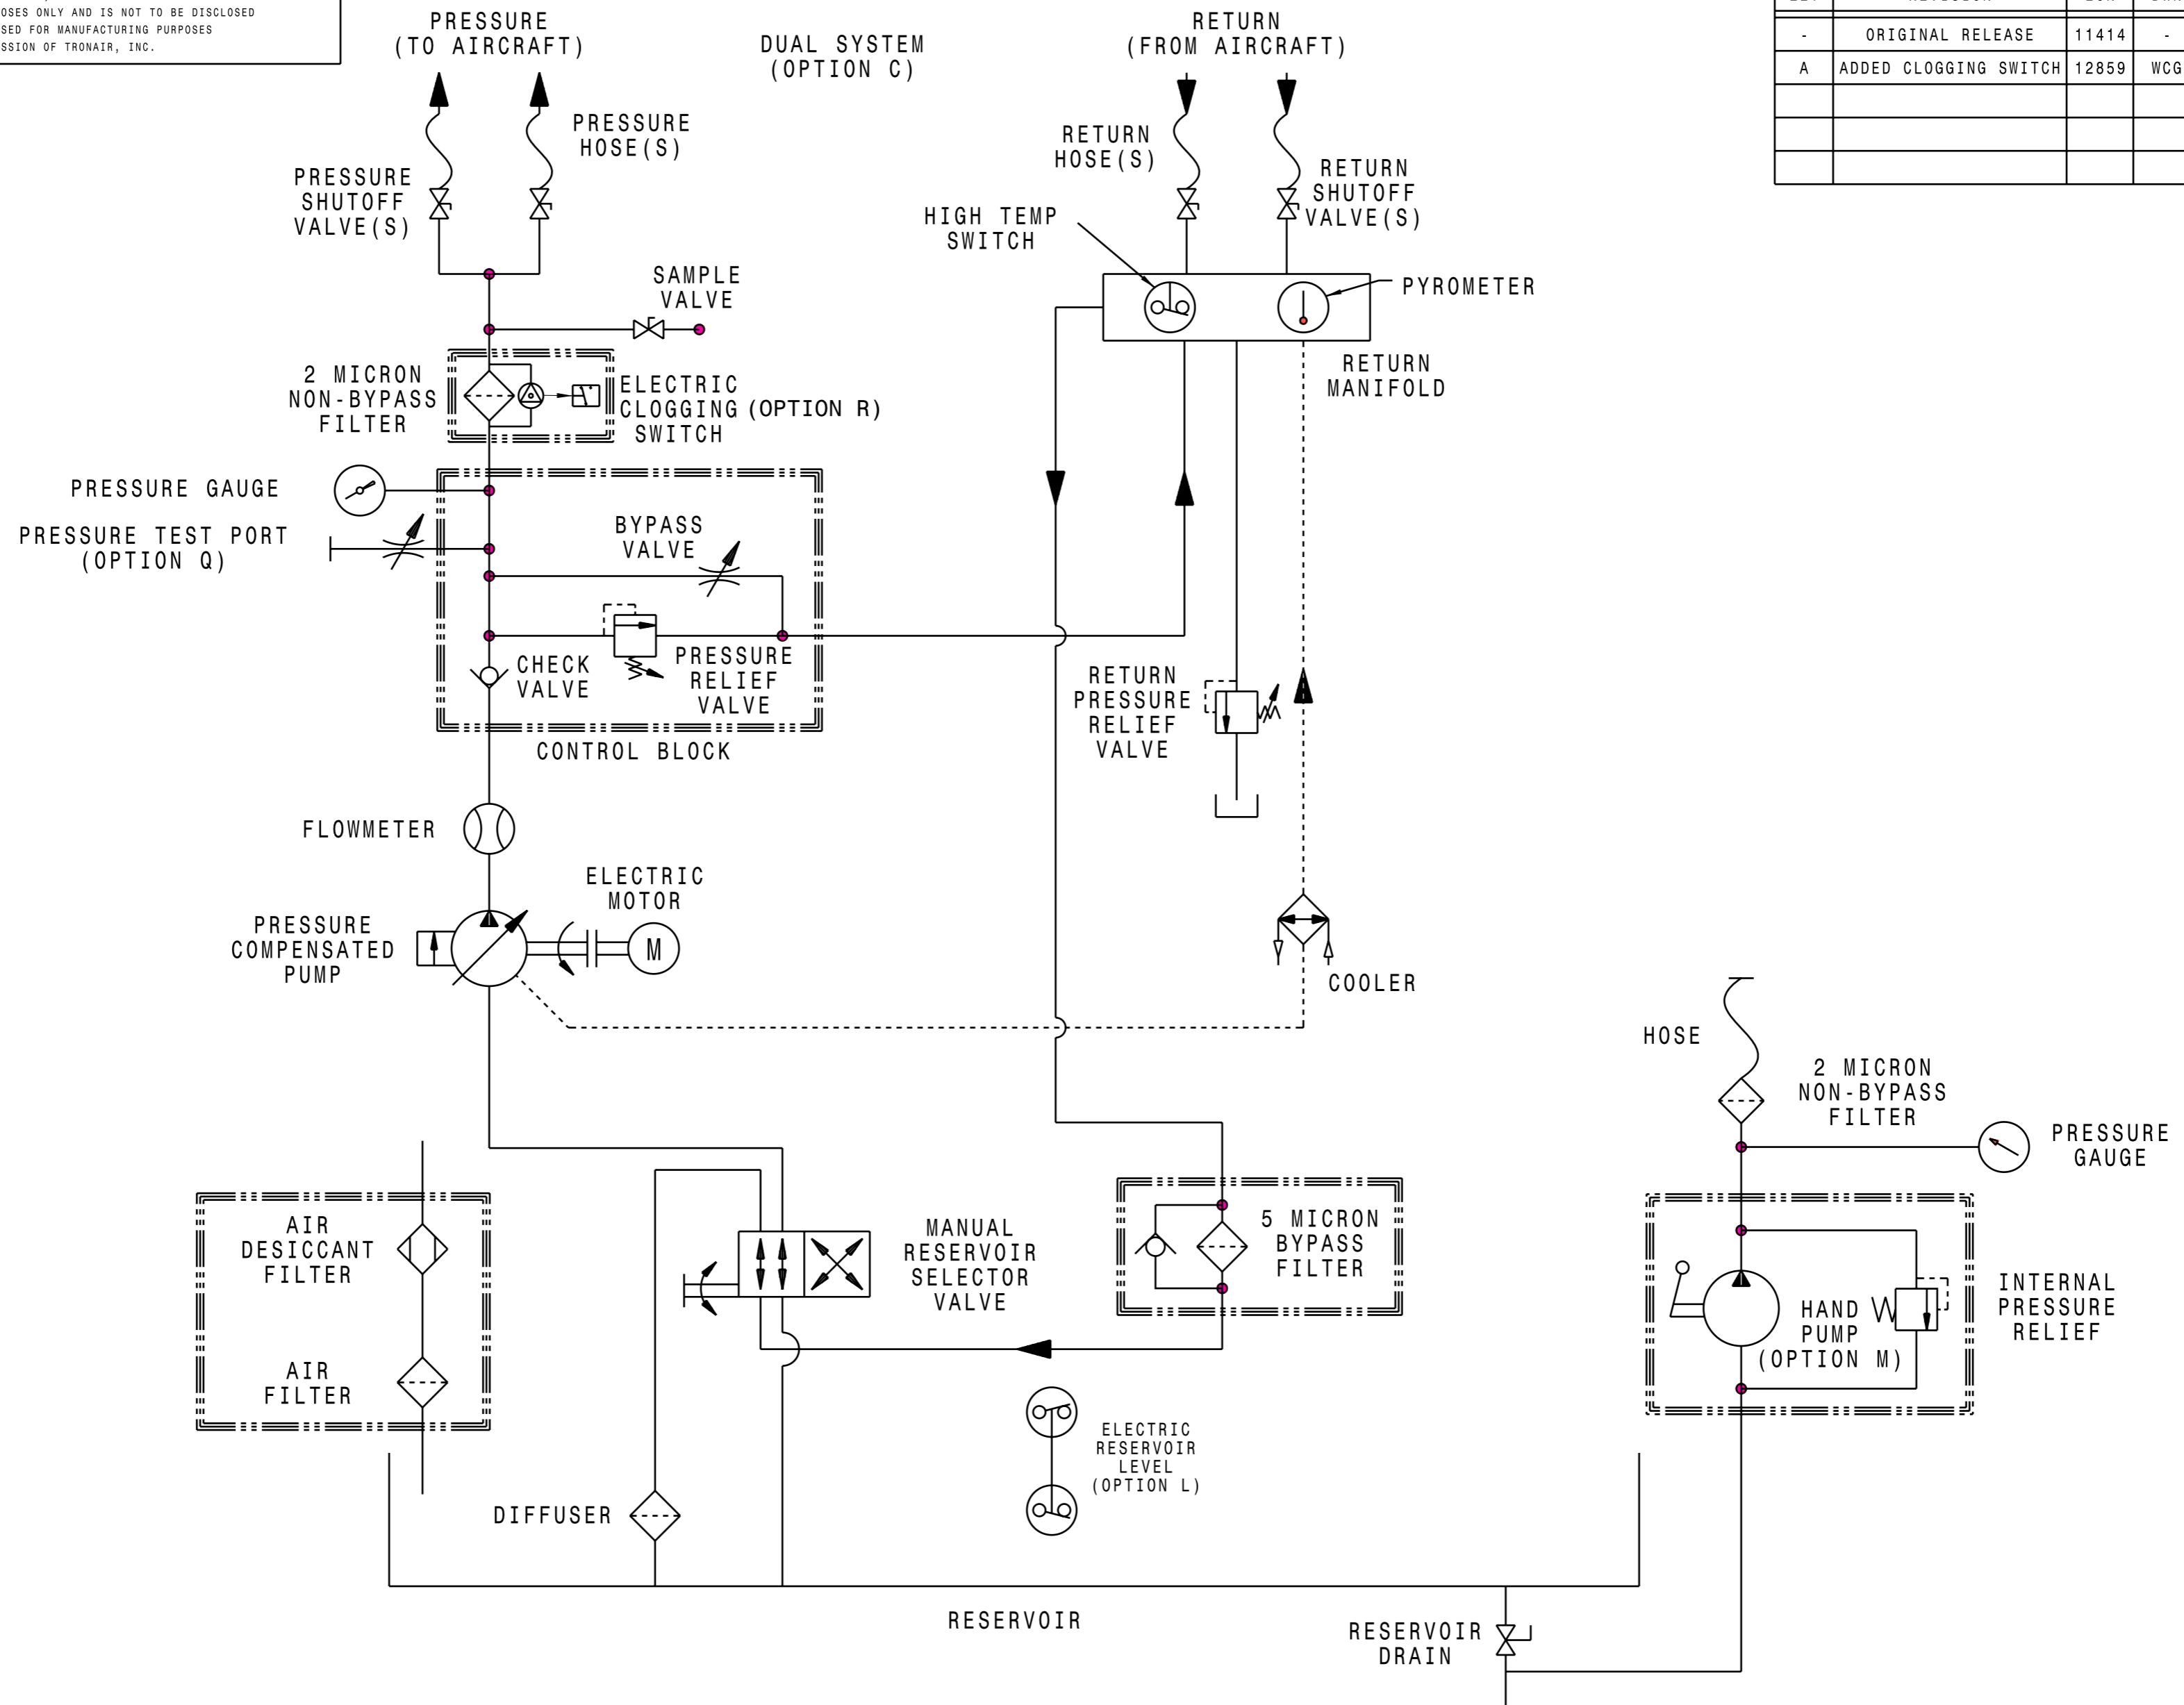 OSES ONLY AND IS NOT TO BE DISCLOSED
SED FOR MANUFACTURING PURPOSES
SSION OF TRONAIR, INC.
PRESSURE
(TO AIRCRAFT)
DUAL SYSTEM
(OPTION C)
RETURN
(FROM AIRCRAFT)
- ORIGINAL RELEASE 11414 -
A ADDED CLOGGING SWITCH 12859 WCG
PRESSURE
HOSE(S)
PRESSURE
SHUTOFF
VALVE(S)
RETURN
HOSE(S)
RETURN
SHUTOFF
VALVE(S)
HIGH TEMP
SWITCH
SAMPLE
VALVE
PYROMETER
RETURN
MANIFOLD
2 MICRON
NON-BYPASS
FILTER
ELECTRIC
CLOGGING (OPTION R)
SWITCH
PRESSURE GAUGE
PRESSURE TEST PORT
(OPTION Q)
BYPASS
VALVE
CHECK
VALVE
PRESSURE
RELIEF
VALVE
CONTROL BLOCK
RETURN
PRESSURE
RELIEF
VALVE
FLOWMETER
ELECTRIC
MOTOR
M
PRESSURE
COMPENSATED
PUMP
COOLER
HOSE
2 MICRON
NON-BYPASS
FILTER
PRESSURE
GAUGE
AIR
DESICCANT
FILTER
AIR
FILTER
MANUAL
RESERVOIR
SELECTOR
VALVE
5 MICRON
BYPASS
FILTER
HAND
PUMP
(OPTION M)
INTERNAL
PRESSURE
RELIEF
ELECTRIC
RESERVOIR
LEVEL
(OPTION L)
DIFFUSER
RESERVOIR
RESERVOIR
DRAIN